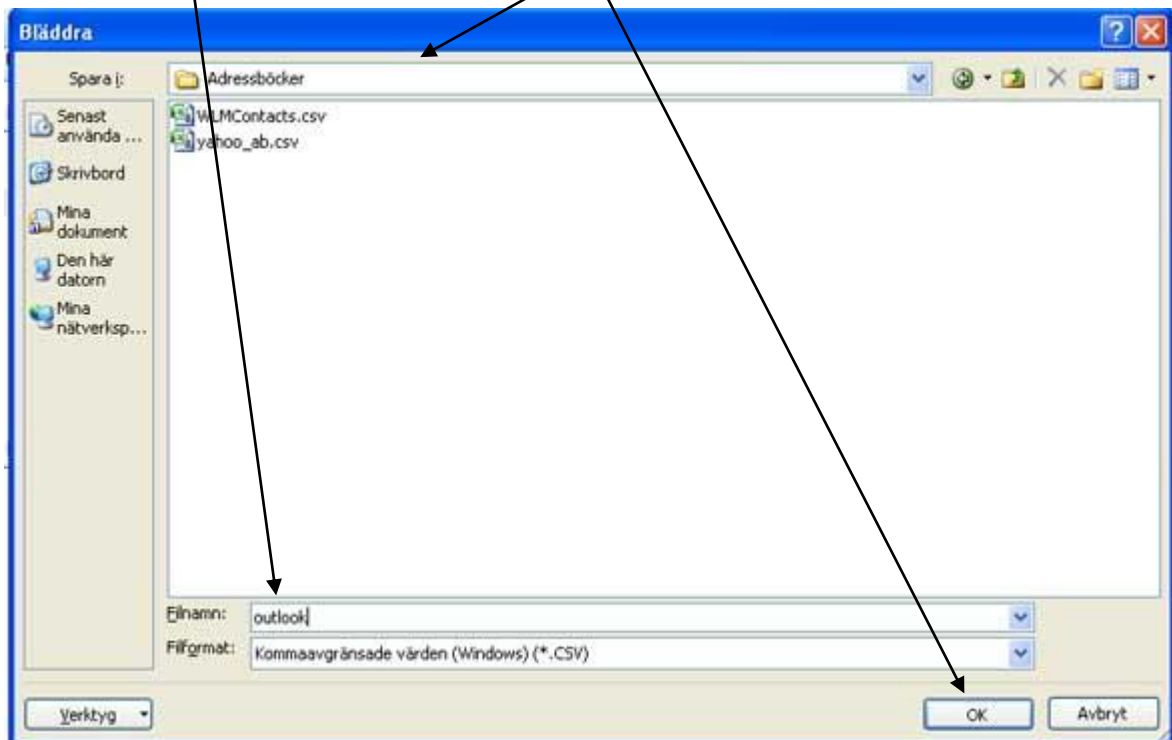 Bläddra
Spara i:
Adressböcker
Senast
använda ...
Skrivbord
Mina
dokument
Den här
datorn
Mina
nätverksp...
WLMContacts.csv
yahoo_ab.csv
Filnamn:
outlook
Filformat:
Kommaavgränsade värden (Windows) (*.CSV)
Verktyg
OK
Avbryt